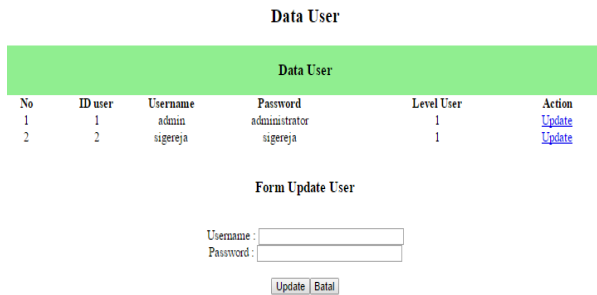 Data User
Data User
No ID user Username Password Level User Action
1 1 admin administrator 1 Update
2 2 sigereja sigereja 1 Update
Form Update User
Username :
Password :
Update Batal